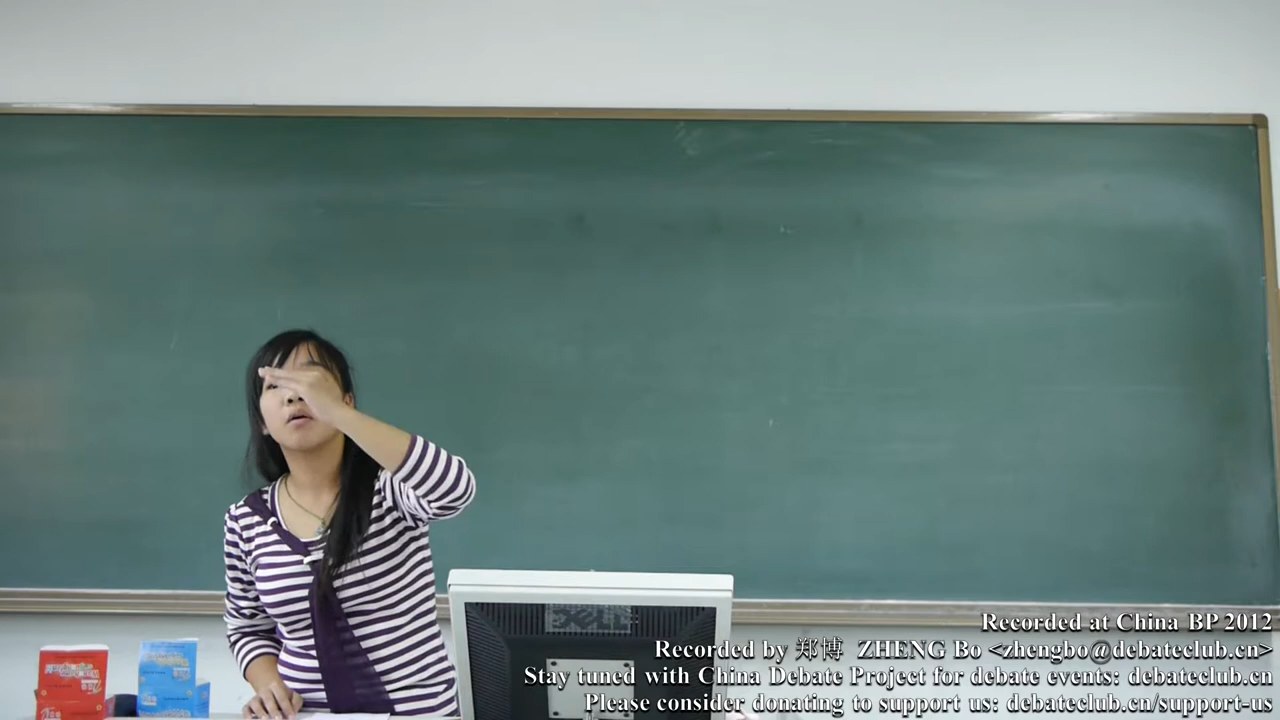 Recorded at China BP 2012
Recorded by 郑博 ZHENG Bo <zhengbo@debateclub.cn>
Stay tuned with China Debate Project for debate events: debateclub.cn
Please consider donating to support us: debateclub.cn/support-us